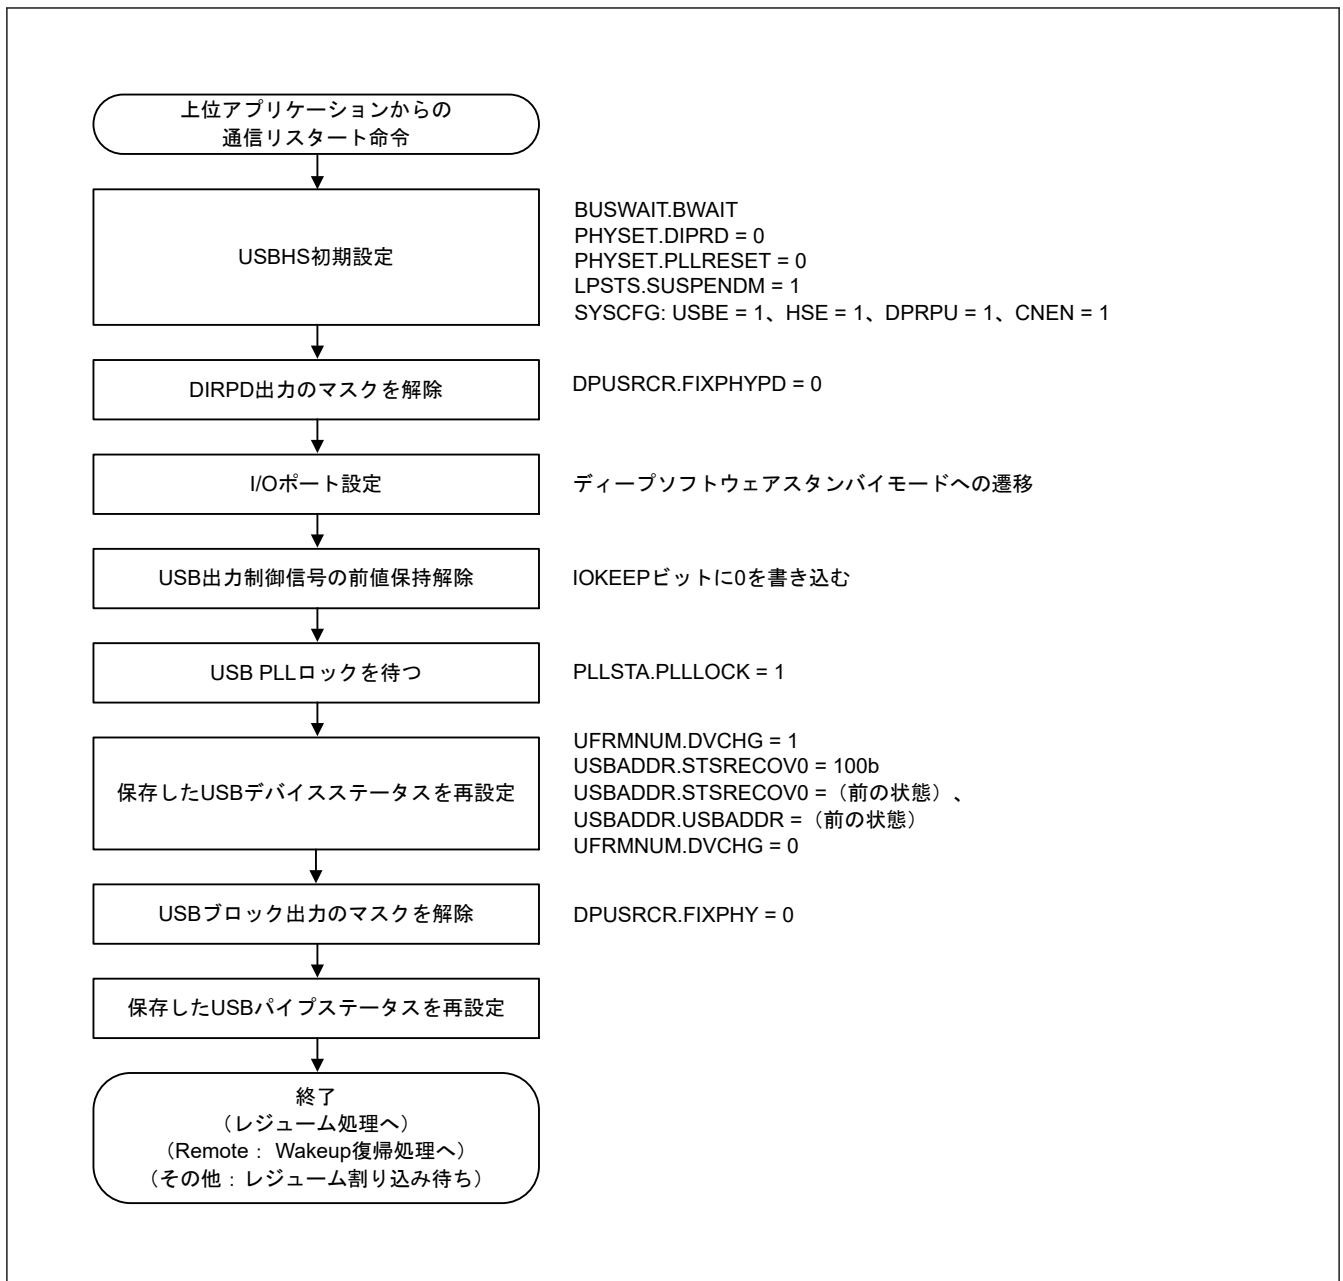 上位アプリケーションからの
通信リスタート命令
USBHS初期設定
BUSWAIT.BWAIT
PHYSET.DIPRD = 0
PHYSET.PLLRESET = 0
LPSTS.SUSPENDM = 1
SYSCFG: USBE = 1、HSE = 1、DPRPU = 1、CNEN = 1
DIRPD出力のマスクを解除
DPUSRCR.FIXPHYPD = 0
I/Oポート設定
ディープソフトウェアスタンバイモードへの遷移
USB出力制御信号の前値保持解除
IOKEEPビットに0を書き込む
USB PLLロックを待つ
PLLSTA.PLLLOCK = 1
保存したUSBデバイスステータスを再設定
UFRMNUM.DVCHG = 1
USBADDR.STSRECOV0 = 100b
USBADDR.STSRECOV0 =（前の状態）、
USBADDR.USBADDR =（前の状態）
UFRMNUM.DVCHG = 0
USBブロック出力のマスクを解除
DPUSRCR.FIXPHY = 0
保存したUSBパイプステータスを再設定
終了
（レジューム処理へ）
（Remote： Wakeup復帰処理へ）
（その他：レジューム割り込み待ち）